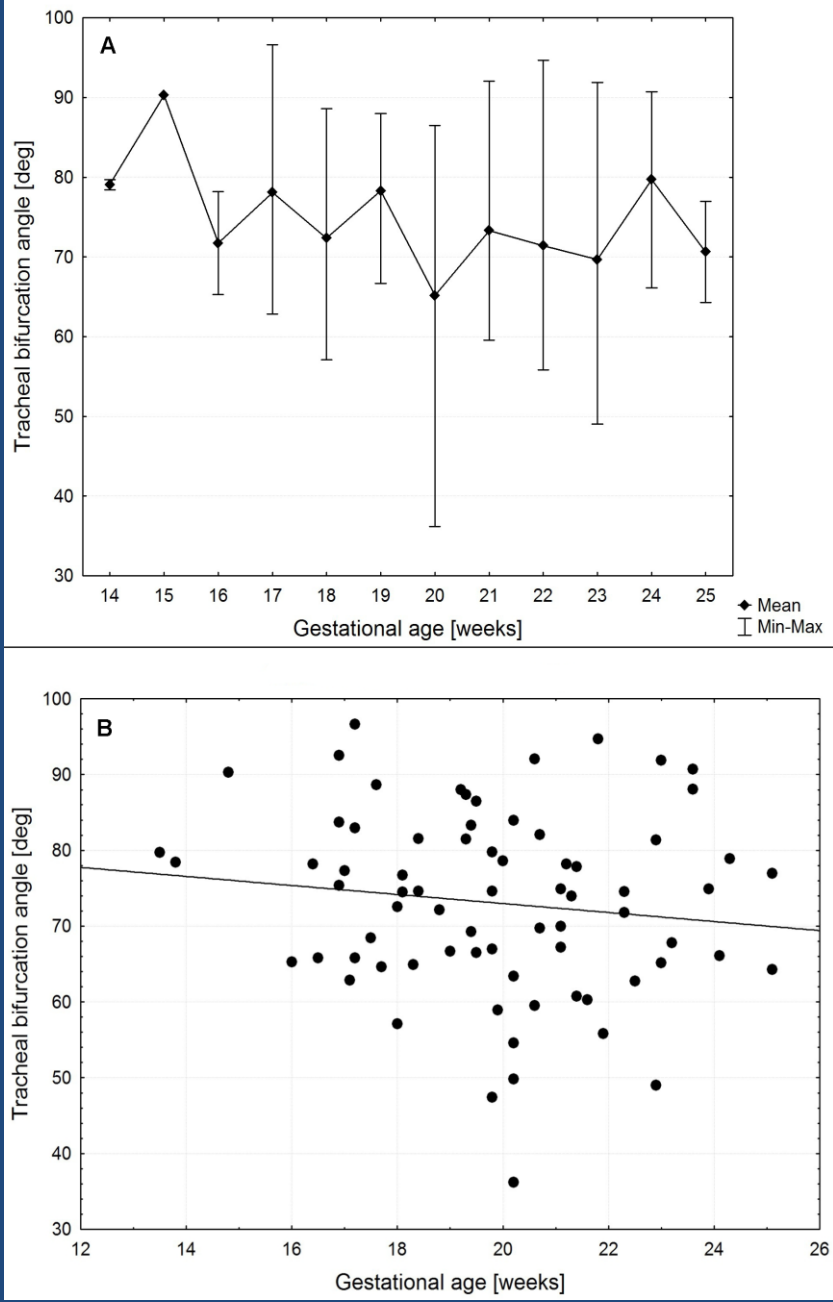 A
100
90
80
70
60
50
40
30
Tracheal bifurcation angle [deg]
14 15 16 17 18 19 20 21 22 23 24 25
Gestational age [weeks]
Mean
Min-Max
B
100
90
80
70
60
50
40
30
Tracheal bifurcation angle [deg]
12 14 16 18 20 22 24 26
Gestational age [weeks]